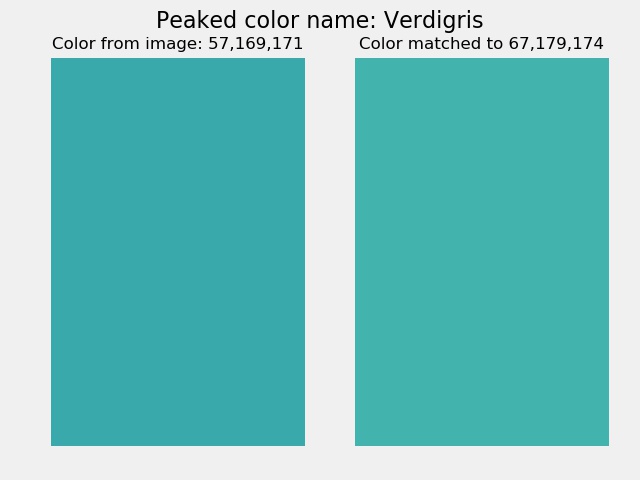 Peaked color name: Verdigris
Color from image: 57,169,171
Color matched to 67,179,174